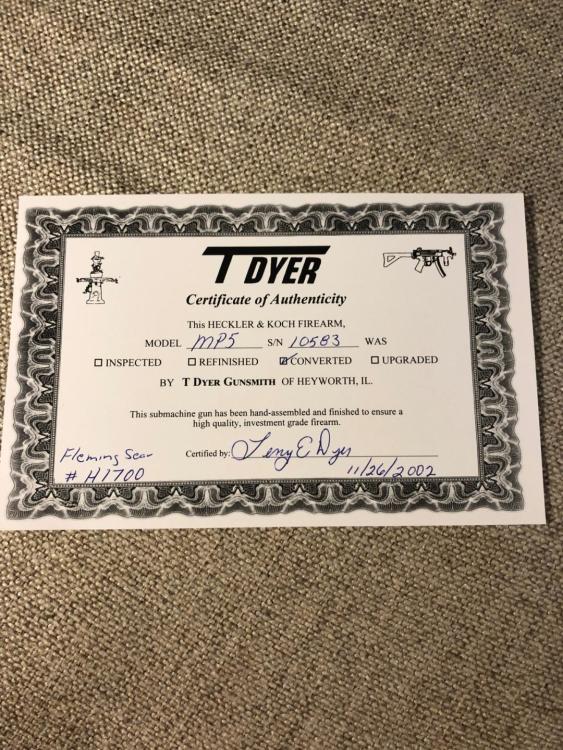 T DYER
Certificate of Authenticity
This HECKLER & KOCH FIREARM,
MODEL MP5 S/N 10583 WAS
☐ INSPECTED ☐ REFINISHED ☑ CONVERTED ☐ UPGRADED
BY T DYER GUNSMITH OF HEYWORTH, IL.
This submachine gun has been hand-assembled and finished to ensure a
high quality, investment grade firearm.
Certified by: Terry E Dyer
11/26/2002
Fleming Sear
# H1700